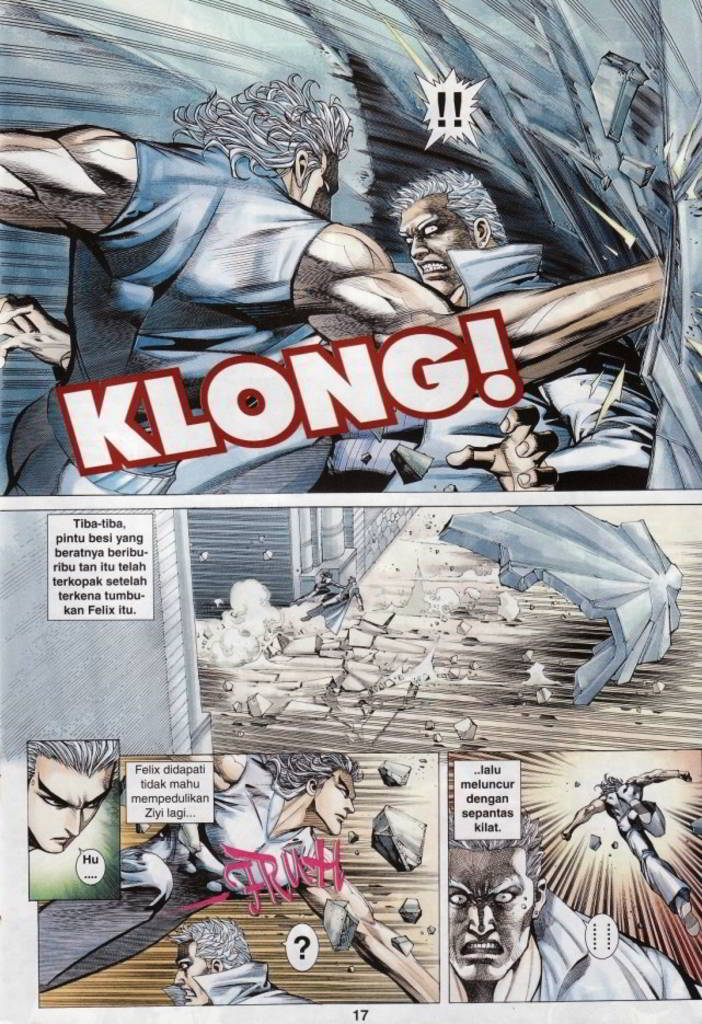 !!
KLONG!
Tiba-tiba,
pintu besi yang
beratnya beribu-
ribu tan itu telah
terkopak setelah
terkena tumbu-
kan Felix itu.
Hu
....
Felix didapati
tidak mahu
mempedulikan
Ziyi lagi...
?
..lalu
meluncur
dengan
sepantas
kilat.
......
17